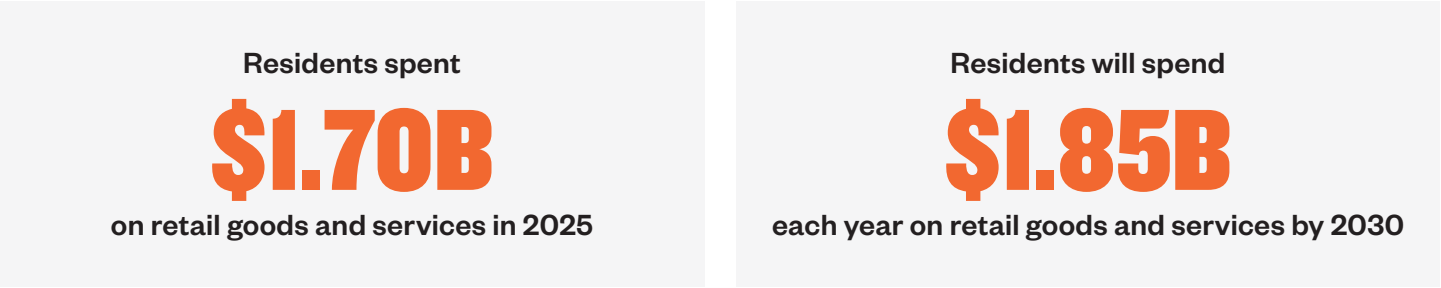 Residents spent
$1.70B
on retail goods and services in 2025
Residents will spend
$1.85B
each year on retail goods and services by 2030